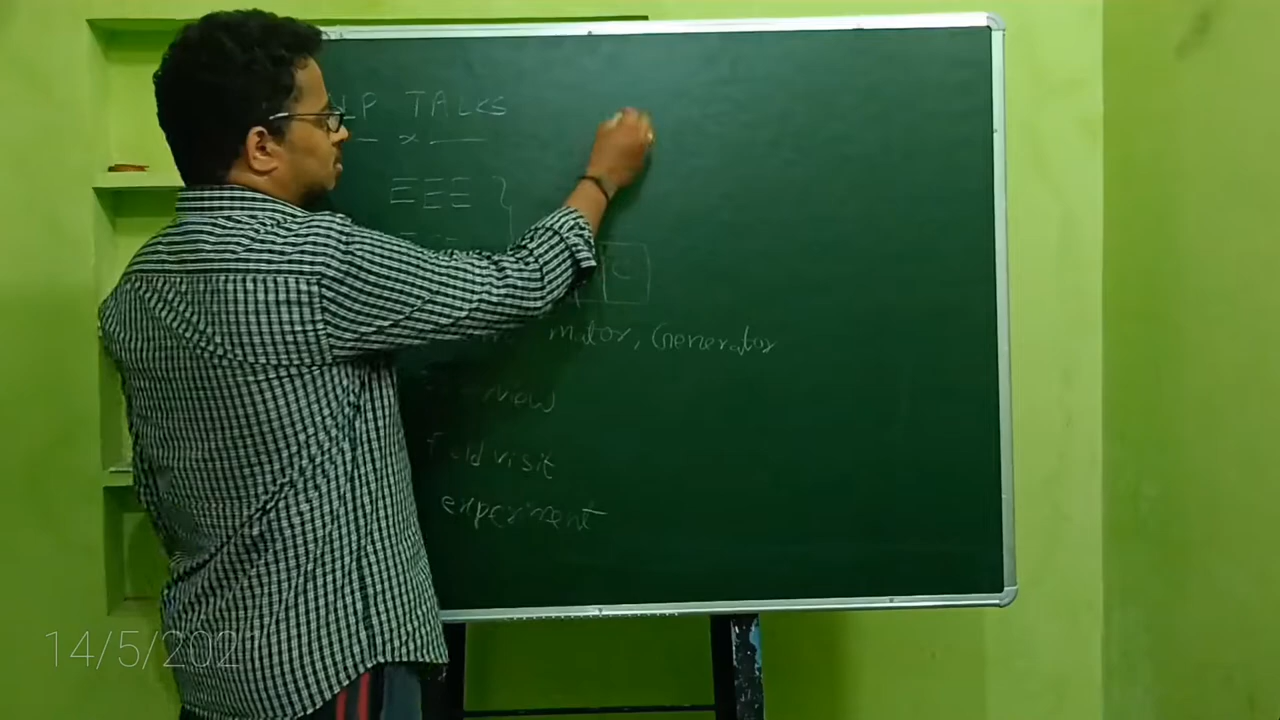 LP TALKS
x
EEE
C
motor, Generator
view
Field visit
experiment
14/5/2021